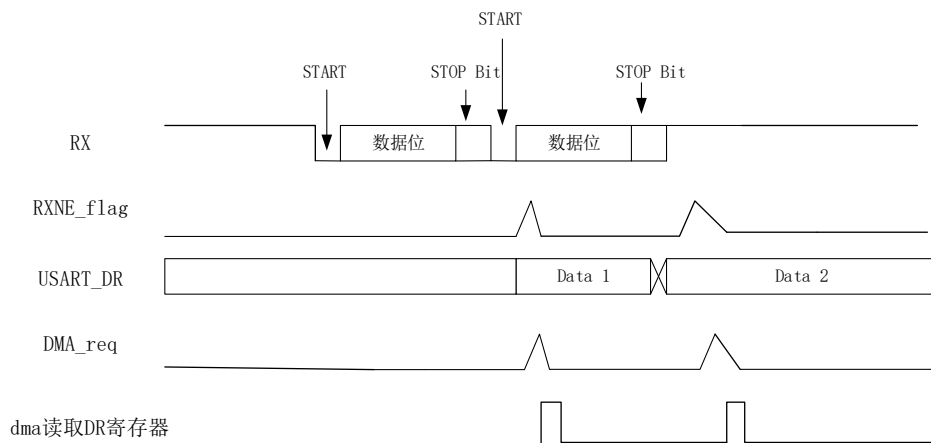 START
START
STOP Bit
STOP Bit
RX
数据位
数据位
RXNE_flag
USART_DR
Data 1
Data 2
DMA_req
dma读取DR寄存器